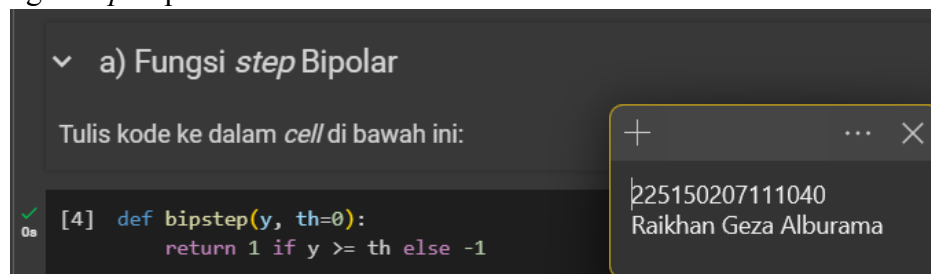 a) Fungsi step Bipolar
Tulis kode ke dalam cell di bawah ini:
225150207111040
Raikhan Geza Alburama
0s
[4] def bipstep(y, th=0):
return 1 if y >= th else -1